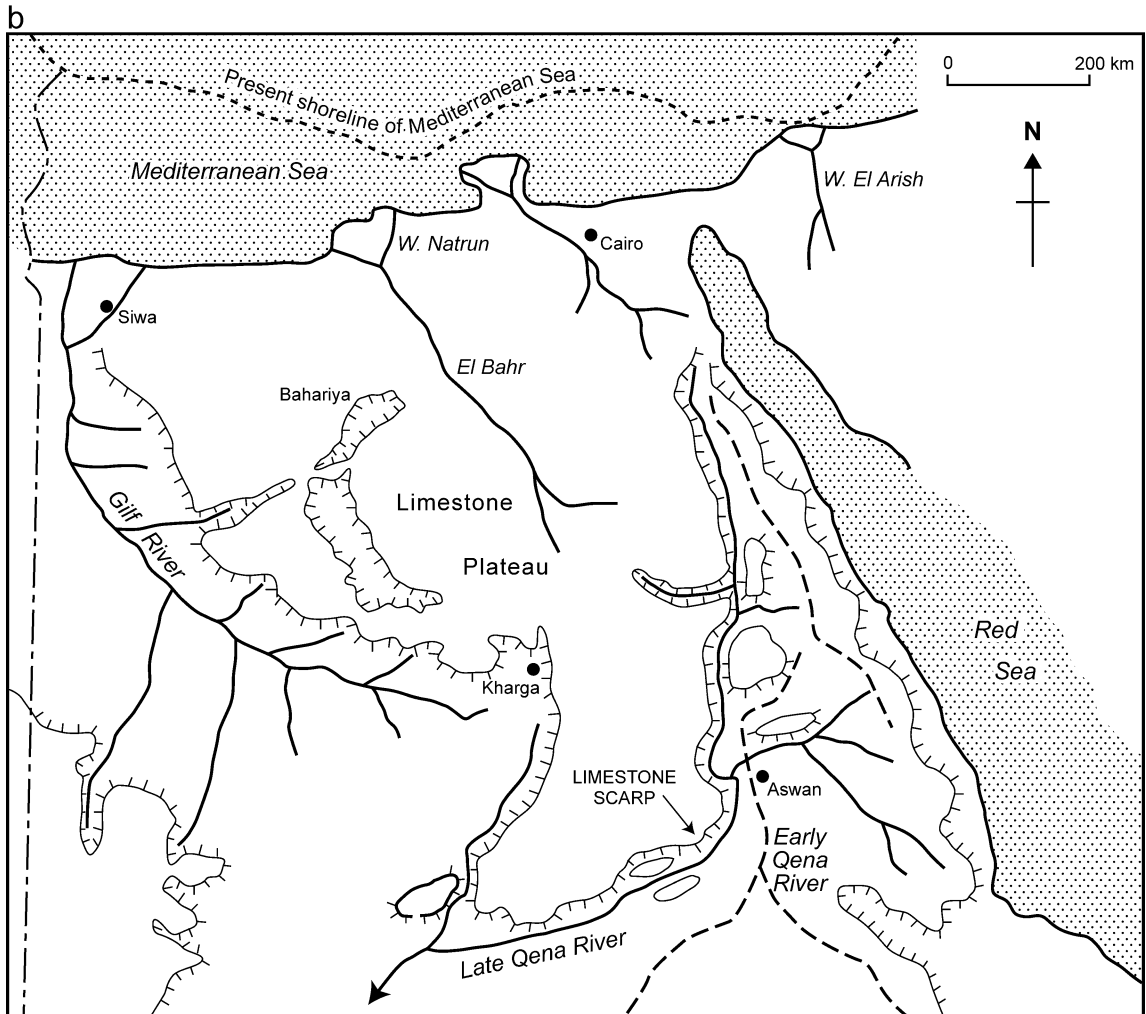 b
0 200 km
Present shoreline of Mediterranean Sea
N
Mediterranean Sea
W. El Arish
W. Natrun
Cairo
Siwa
El Bahr
Bahariya
Limestone
Plateau
Gilf
River
Red
Sea
Kharga
LIMESTONE
SCARP
Aswan
Early
Qena
River
Late Qena River